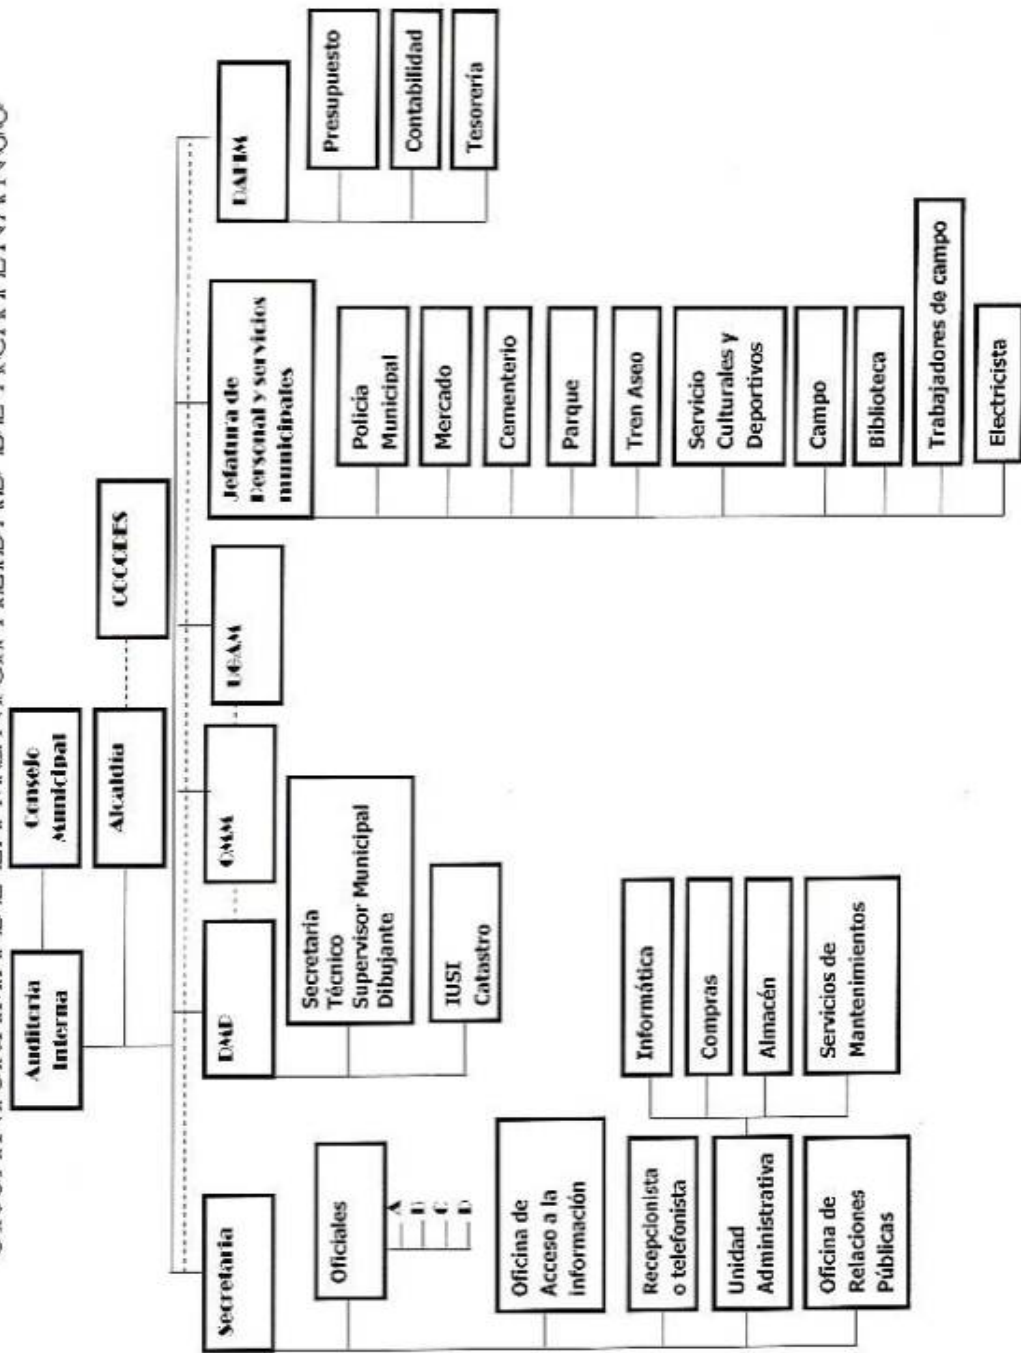 Auditoria
Interna
Consejo
Municipal
Alcaldía
COCODES
Secretaria
DMP
OMM
UGAM
Jefatura de
Personal y servicios
municipales
DAFIM
Oficiales
A
B
C
D
Oficina de
Acceso a la
información
Recepcionista
o telefonista
Unidad
Administrativa
Oficina de
Relaciones
Públicas
Informática
Compras
Almacén
Servicios de
Mantenimientos
Secretaria
Técnico
Supervisor Municipal
Dibujante
IUSI
Catastro
Policía
Municipal
Mercado
Cementerio
Parque
Tren Aseo
Servicio
Culturales y
Deportivos
Campo
Biblioteca
Trabajadores de campo
Electricista
Presupuesto
Contabilidad
Tesorería